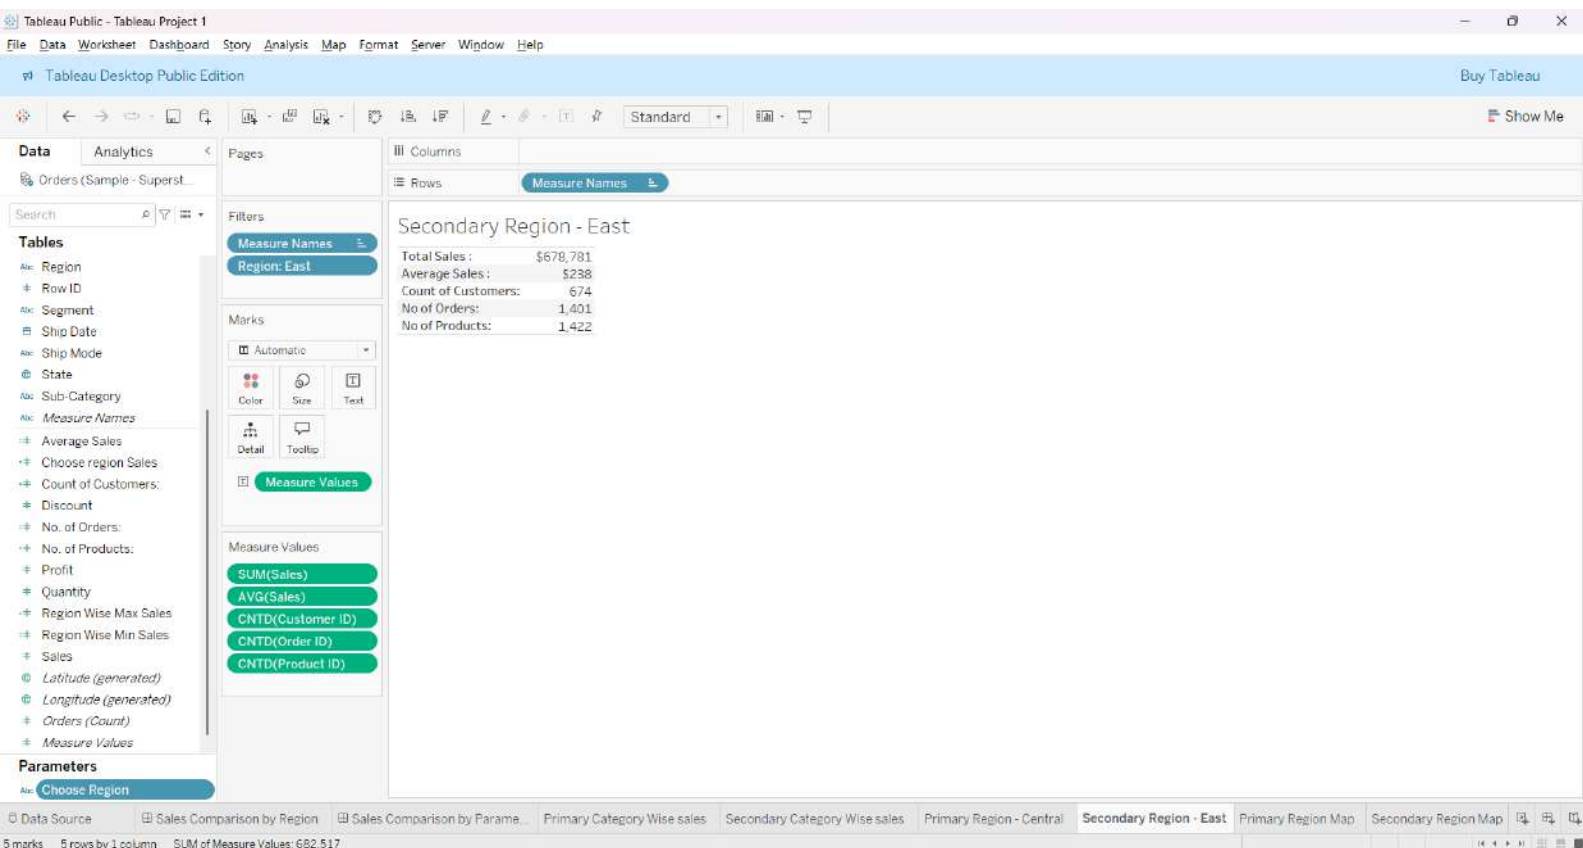 Tableau Public - Tableau Project 1
File Data Worksheet Dashboard Story Analysis Map Format Server Window Help
Tableau Desktop Public Edition
Buy Tableau
Standard
Show Me
Data Analytics
Pages
Columns
Orders (Sample - Superst...
Rows
Measure Names
Search
Filters
Measure Names
Region: East
Secondary Region - East
Total Sales : $678,781
Average Sales : $238
Count of Customers: 674
No of Orders: 1,401
No of Products: 1,422
Tables
Abc Region
Row ID
Abc Segment
Ship Date
Abc Ship Mode
State
Abc Sub-Category
Abc Measure Names
Average Sales
Choose region Sales
Count of Customers:
Discount
No. of Orders:
No. of Products:
Profit
Quantity
Region Wise Max Sales
Region Wise Min Sales
Sales
Latitude (generated)
Longitude (generated)
Orders (Count)
Measure Values
Marks
Automatic
Color Size Text
Detail Tooltip
Measure Values
Measure Values
SUM(Sales)
AVG(Sales)
CNTD(Customer ID)
CNTD(Order ID)
CNTD(Product ID)
Parameters
Abc Choose Region
Data Source Sales Comparison by Region Sales Comparison by Parame... Primary Category Wise sales Secondary Category Wise sales Primary Region - Central Secondary Region - East Primary Region Map Secondary Region Map
5 marks 5 rows by 1 column SUM of Measure Values: 682,517